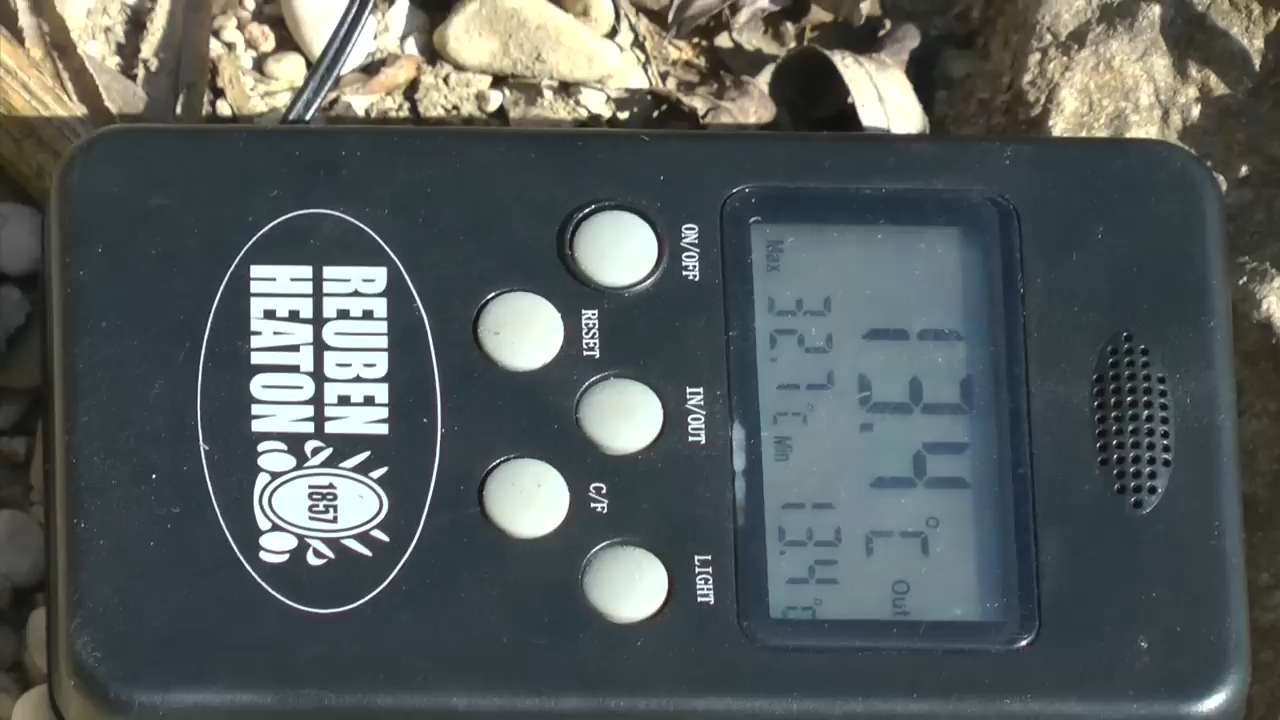 13.4 °C Out
Max 32.7 °C Min 13.4 °C
ON/OFF IN/OUT LIGHT
RESET C/F
REUBEN
HEATON
1857